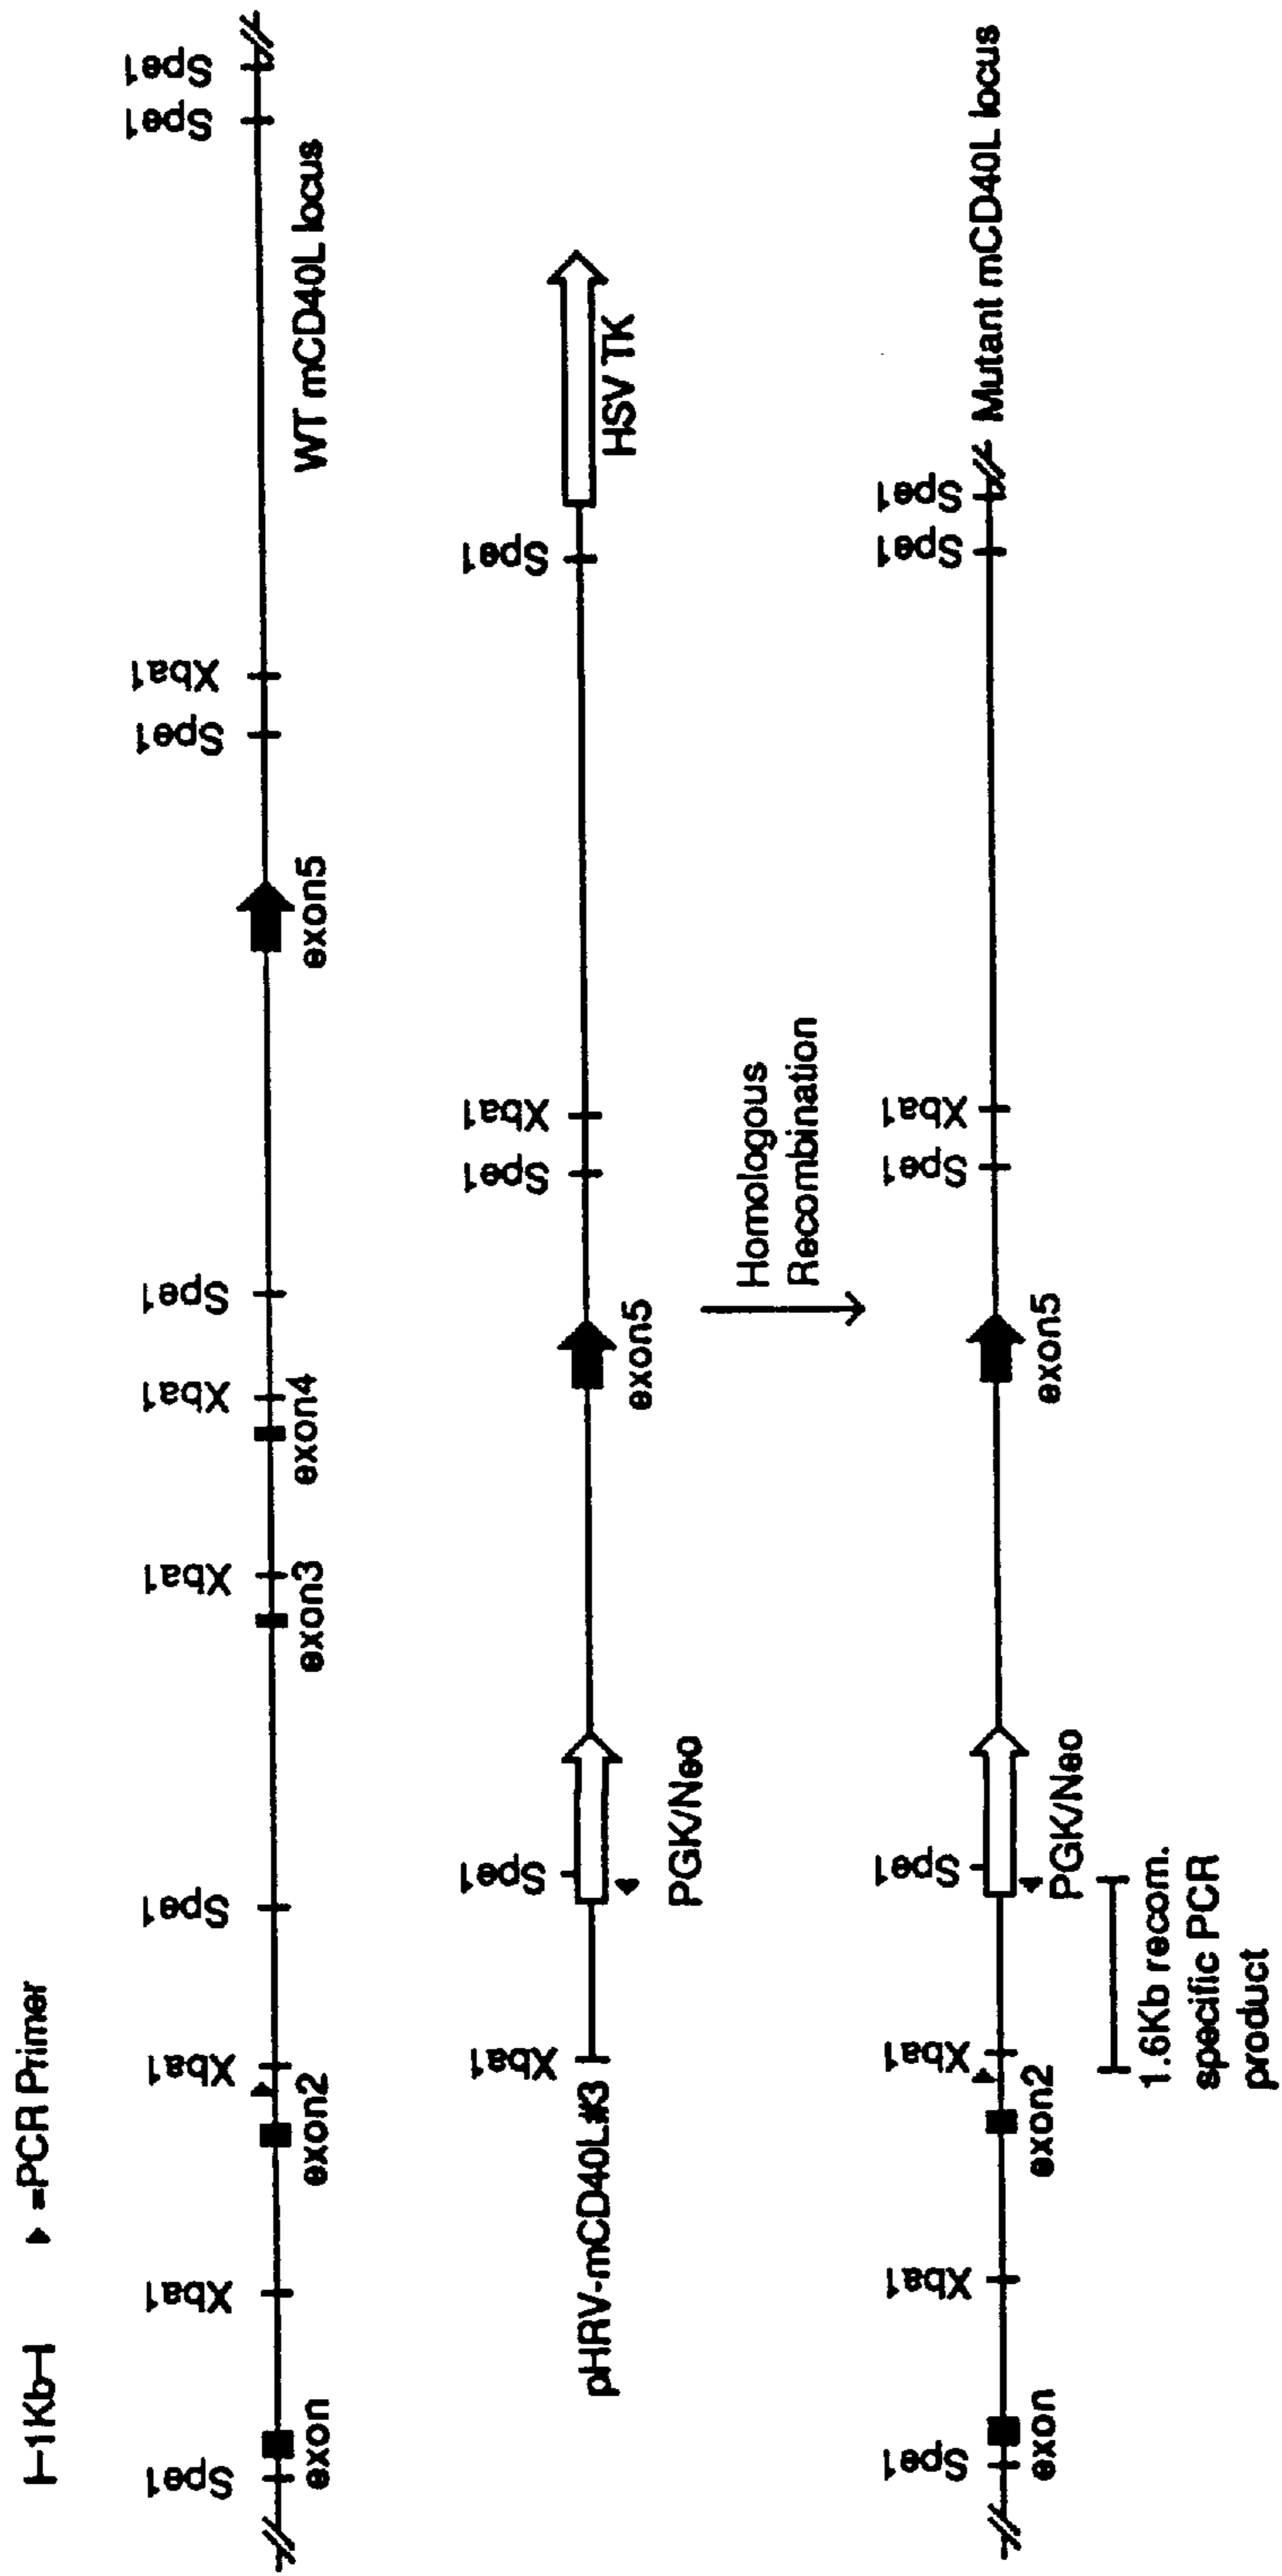 1Kb
=PCR Primer
Spe1 Xba1 Xba1 Spe1 Xba1 Xba1 Spe1 Spe1 Xba1 Spe1 Spe1
exon exon2 exon3 exon4 exon5 WT mCD40L locus
Xba1 Spe1 Spe1 Xba1 Spe1
pHRV-mCD40L#3
PGK/Neo
exon5
HSV TK
Homologous
Recombination
Spe1 Xba1 Xba1 Spe1 Spe1 Xba1 Spe1 Spe1
Mutant mCD40L locus
exon exon2 PGK/Neo exon5
1.6Kb recom.
specific PCR
product